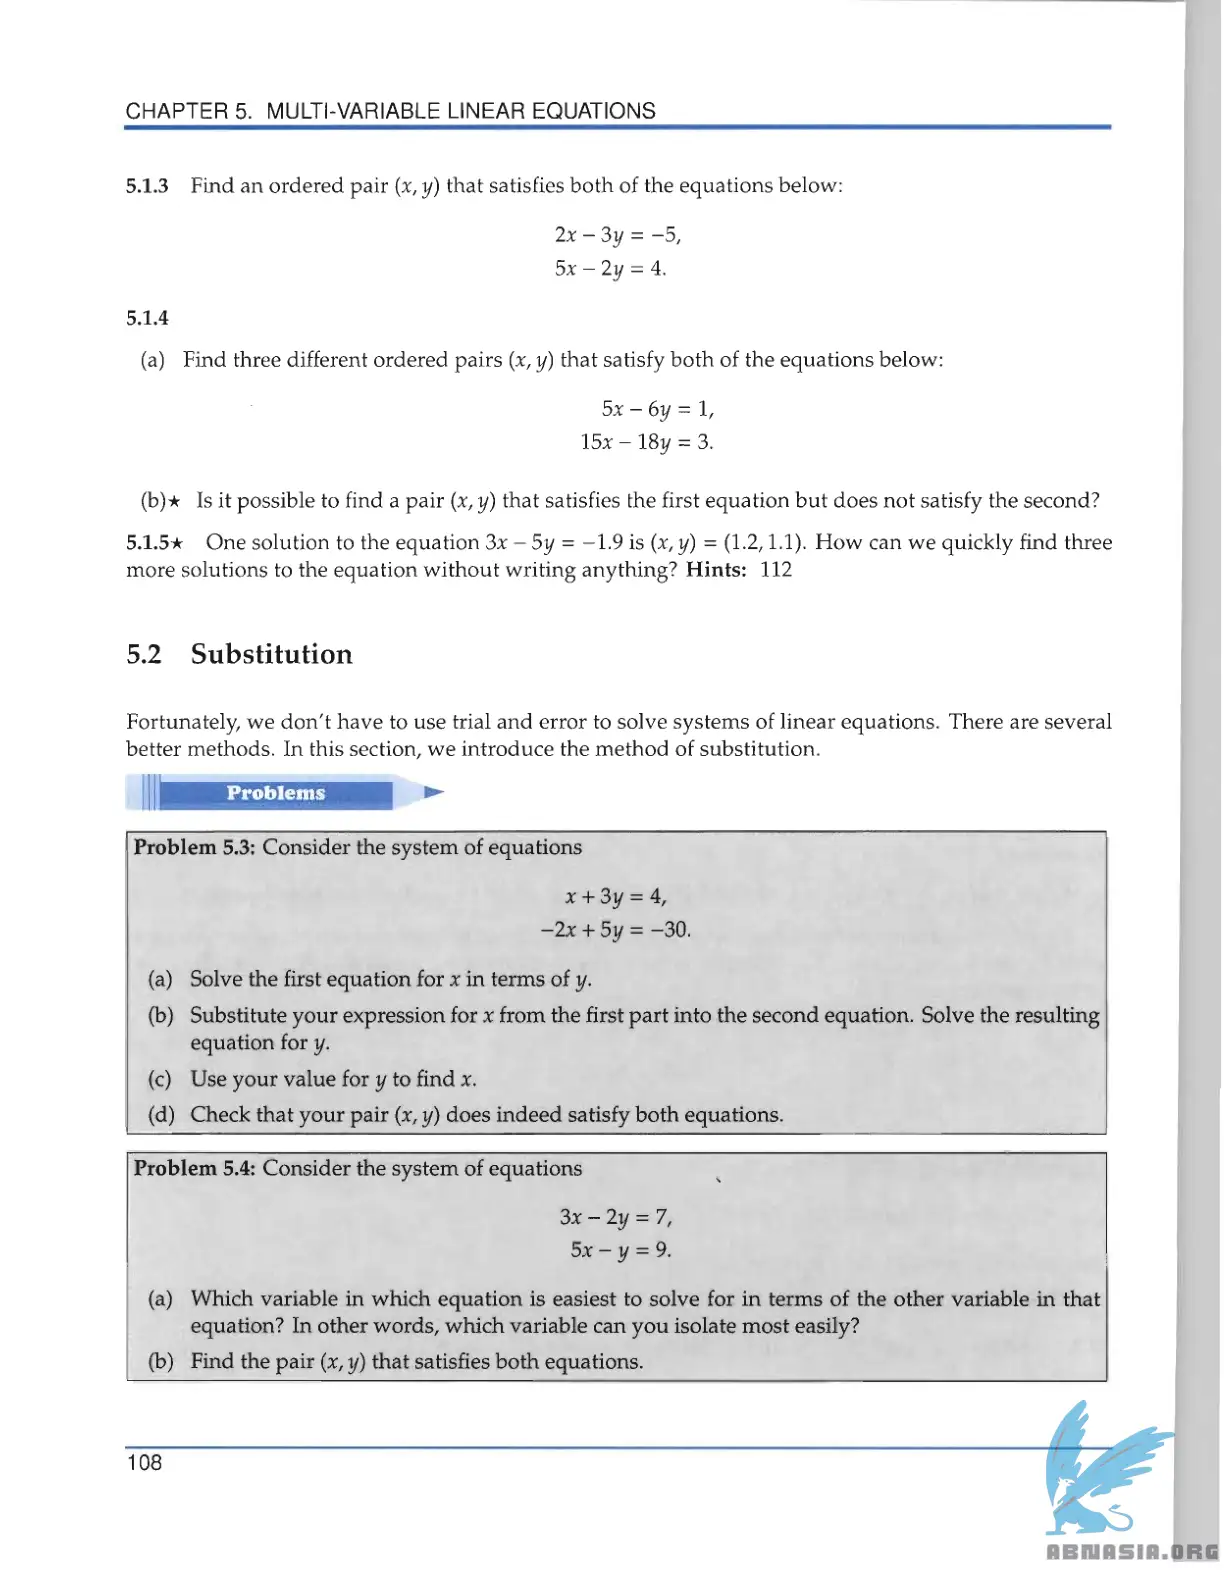 CHAPTER 5. MULTI-VARIABLE LINEAR EQUATIONS
5.1.3 Find an ordered pair (x, y) that satisfies both of the equations below:
2x − 3y = −5,
5x − 2y = 4.
5.1.4
(a) Find three different ordered pairs (x, y) that satisfy both of the equations below:
5x − 6y = 1,
15x − 18y = 3.
(b)★ Is it possible to find a pair (x, y) that satisfies the first equation but does not satisfy the second?
5.1.5★ One solution to the equation 3x − 5y = −1.9 is (x, y) = (1.2, 1.1). How can we quickly find three
more solutions to the equation without writing anything? Hints: 112
5.2 Substitution
Fortunately, we don't have to use trial and error to solve systems of linear equations. There are several
better methods. In this section, we introduce the method of substitution.
Problems
Problem 5.3: Consider the system of equations
x + 3y = 4,
−2x + 5y = −30.
(a) Solve the first equation for x in terms of y.
(b) Substitute your expression for x from the first part into the second equation. Solve the resulting
equation for y.
(c) Use your value for y to find x.
(d) Check that your pair (x, y) does indeed satisfy both equations.
Problem 5.4: Consider the system of equations
3x − 2y = 7,
5x − y = 9.
(a) Which variable in which equation is easiest to solve for in terms of the other variable in that
equation? In other words, which variable can you isolate most easily?
(b) Find the pair (x, y) that satisfies both equations.
108
ABNASIA.ORG